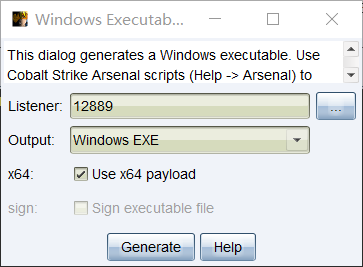 Windows Executab...
This dialog generates a Windows executable. Use
Cobalt Strike Arsenal scripts (Help -> Arsenal) to
Listener: 12889 ...
Output: Windows EXE
x64: Use x64 payload
sign: Sign executable file
Generate Help